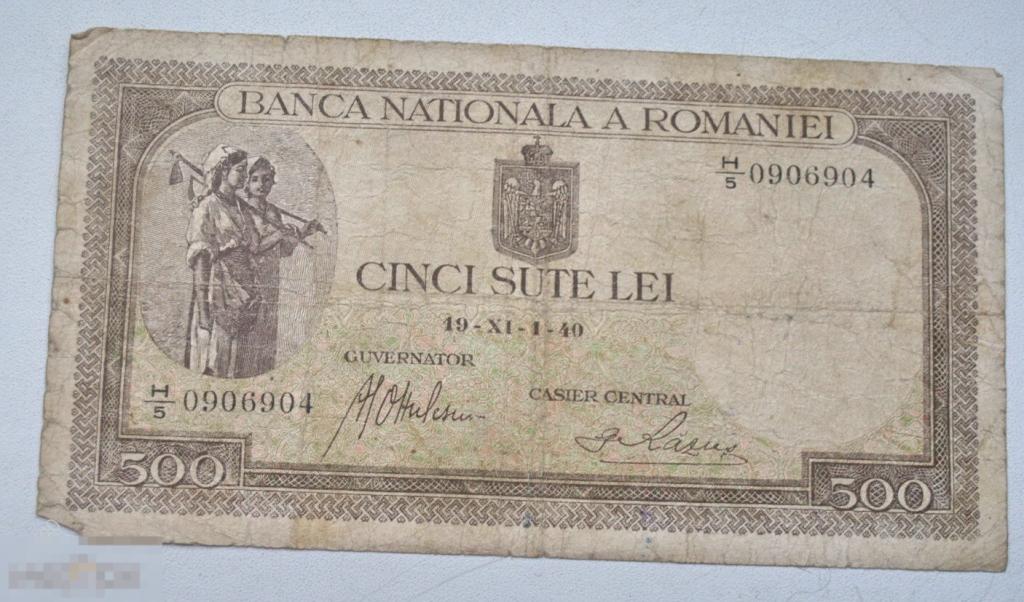 BANCA NATIONALA A ROMANIEI
H/5 0906904
CINCI SUTE LEI
19-XI-1-40
GUVERNATOR
CASIER CENTRAL
H/5 0906904
500
500